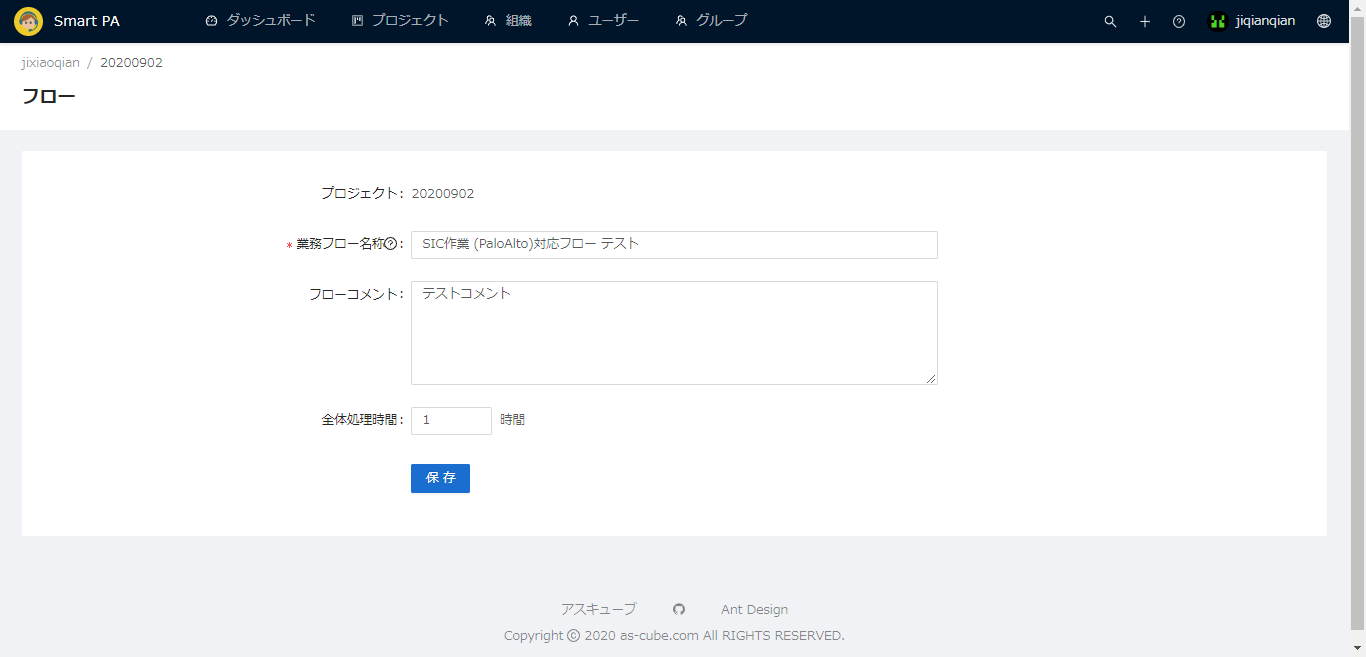 Smart PA ダッシュボード プロジェクト 組織 ユーザー グループ jiqianqian
jixiaoqian / 20200902
フロー
プロジェクト: 20200902
* 業務フロー名称?: SIC作業 (PaloAlto)対応フロー テスト
フローコメント: テストコメント
全体処理時間: 1 時間
保 存
アスキューブ Ant Design
Copyright © 2020 as-cube.com All RIGHTS RESERVED.